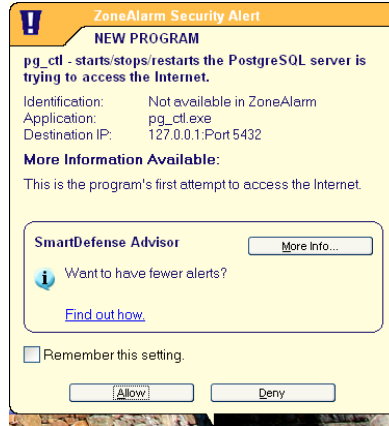 ZoneAlarm Security Alert
NEW PROGRAM
pg_ctl - starts/stops/restarts the PostgreSQL server is
trying to access the Internet.
Identification: Not available in ZoneAlarm
Application: pg_ctl.exe
Destination IP: 127.0.0.1:Port 5432
More Information Available:
This is the program's first attempt to access the Internet.
SmartDefense Advisor More Info...
Want to have fewer alerts?
Find out how.
Remember this setting.
Allow Deny